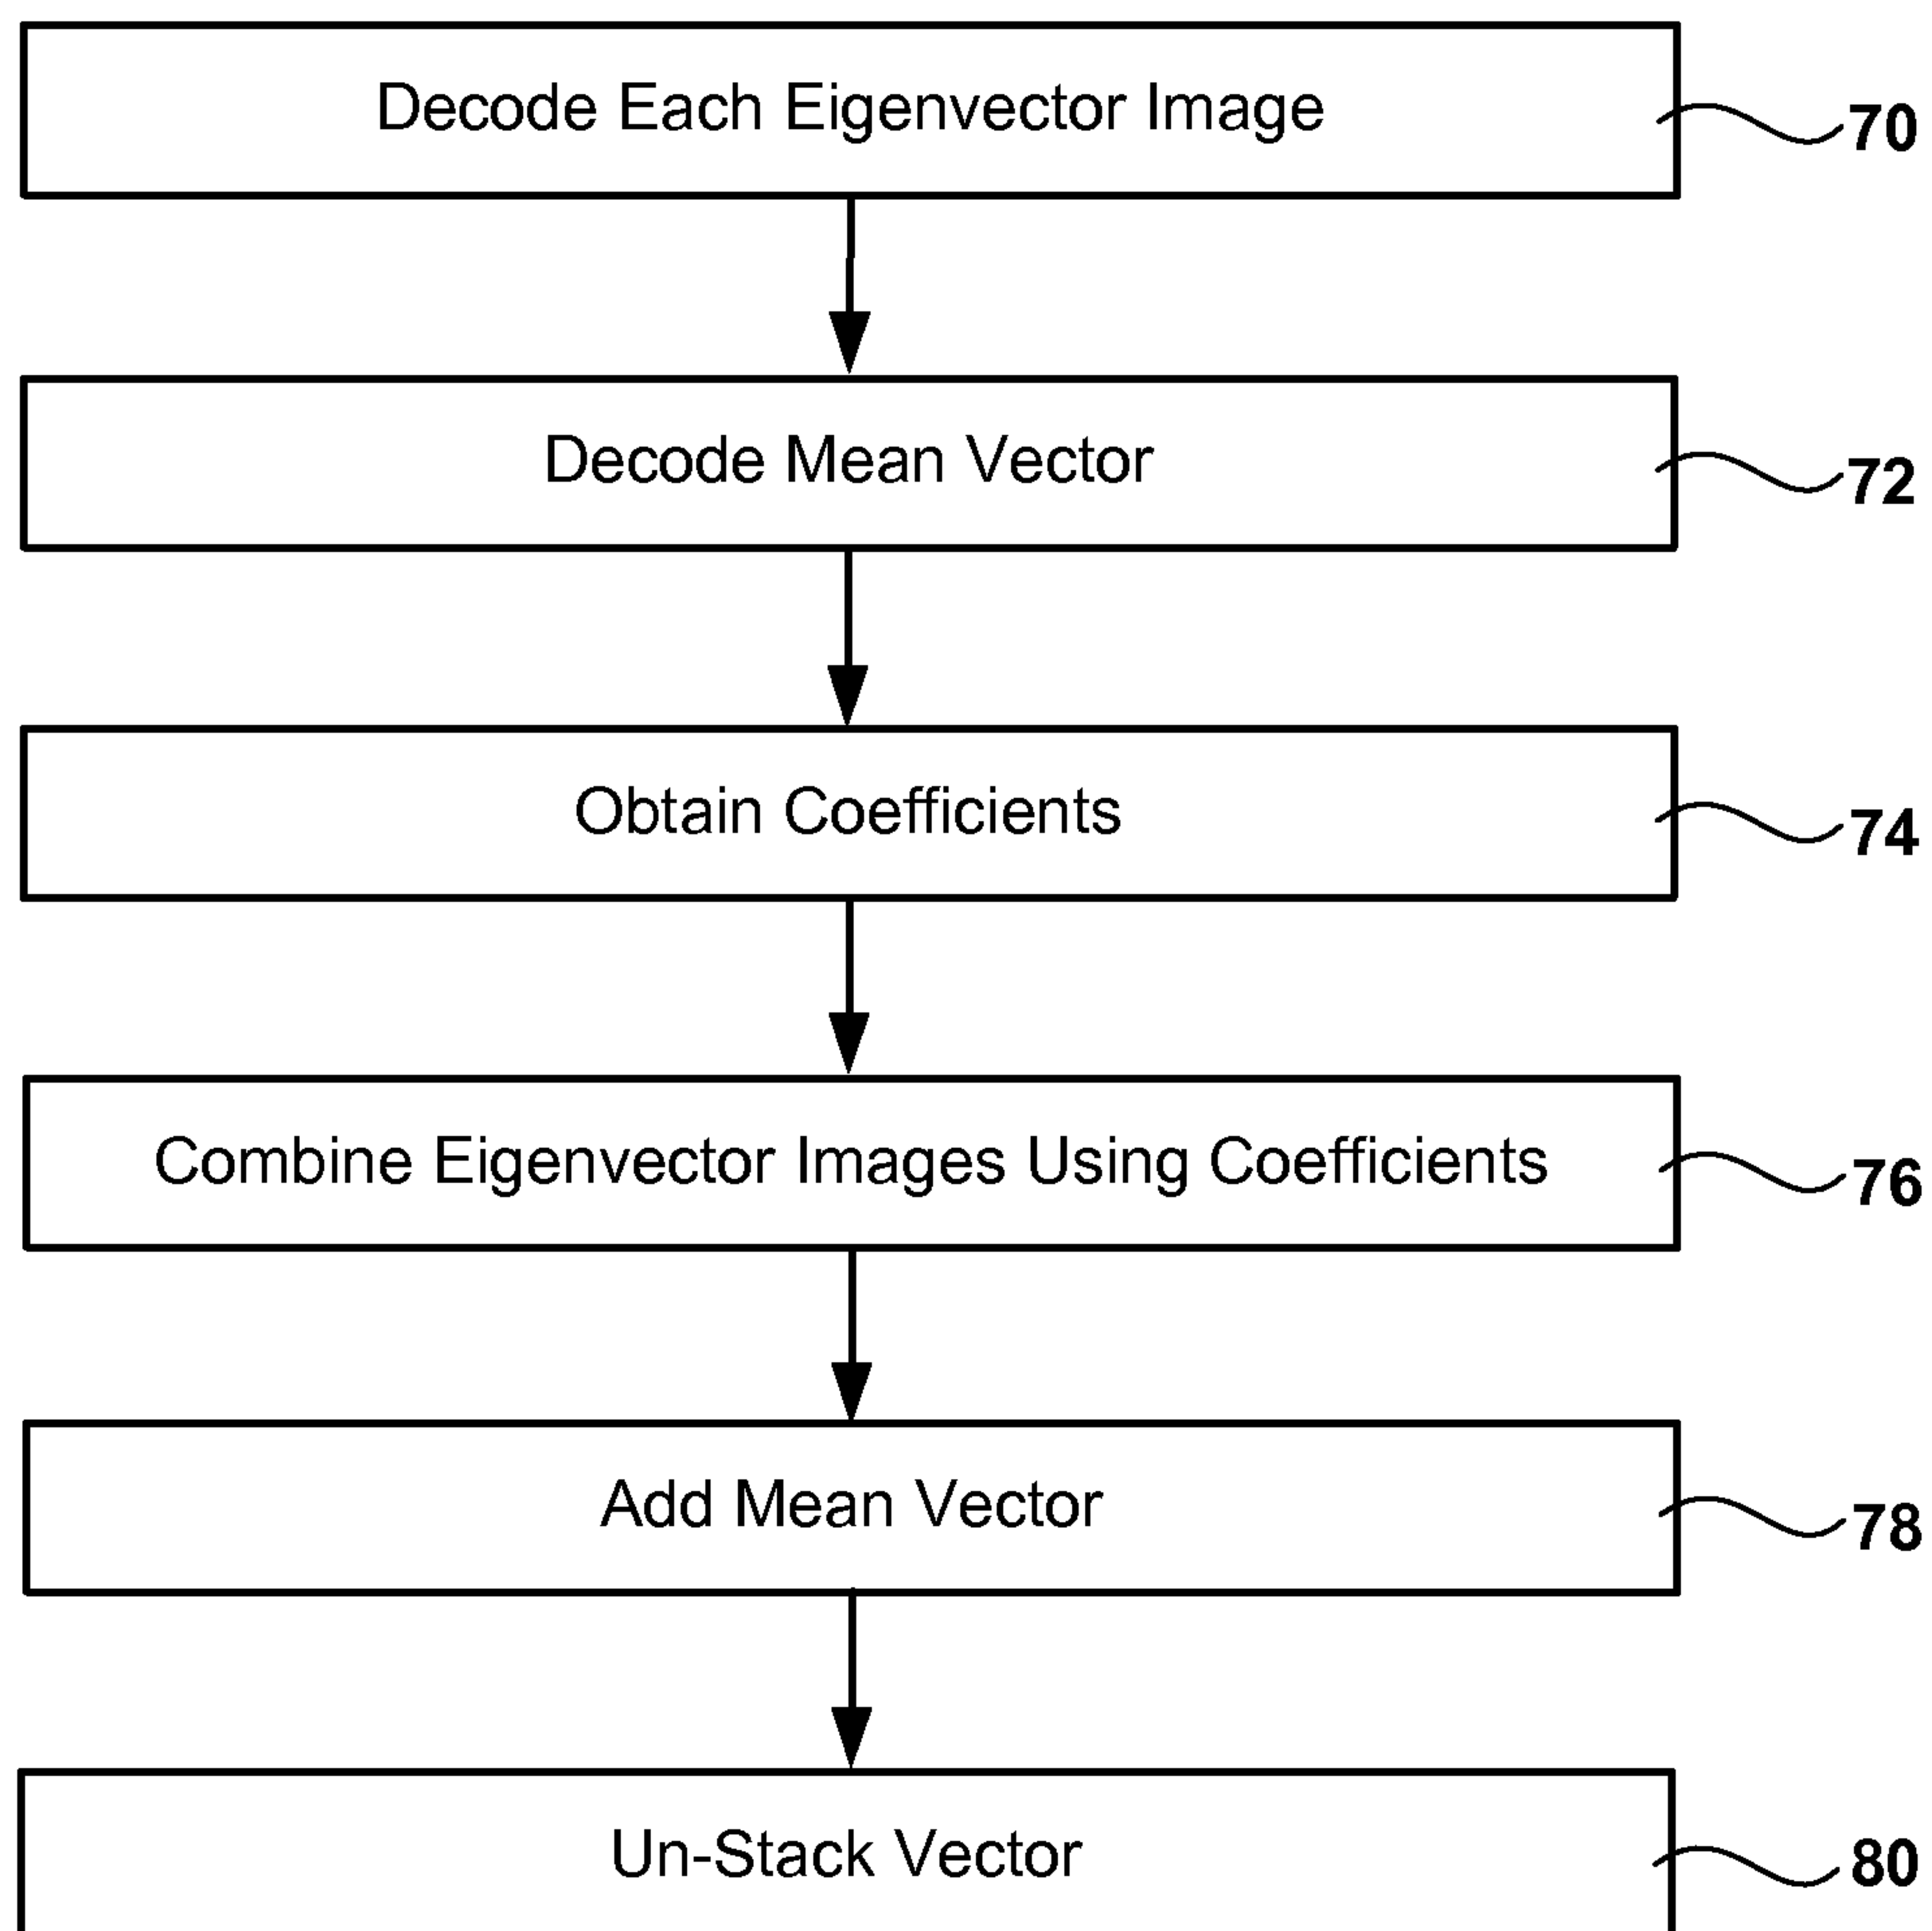 Decode Each Eigenvector Image
70
Decode Mean Vector
72
Obtain Coefficients
74
Combine Eigenvector Images Using Coefficients
76
Add Mean Vector
78
Un-Stack Vector
80